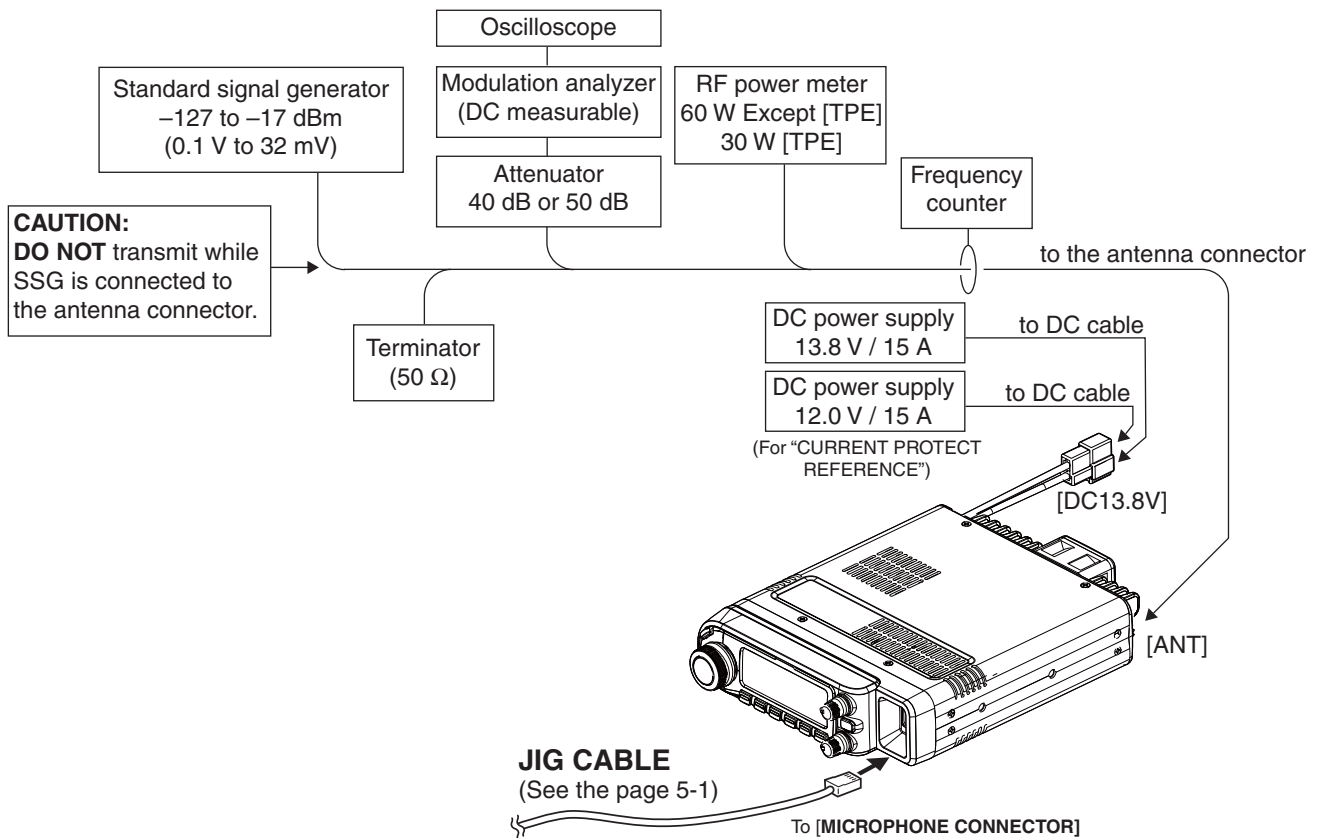 Oscilloscope
Standard signal generator
–127 to –17 dBm
(0.1 V to 32 mV)
Modulation analyzer
(DC measurable)
RF power meter
60 W Except [TPE]
30 W [TPE]
Attenuator
40 dB or 50 dB
Frequency
counter
CAUTION:
DO NOT transmit while
SSG is connected to
the antenna connector.
to the antenna connector
Terminator
(50 Ω)
DC power supply
13.8 V / 15 A
to DC cable
DC power supply
12.0 V / 15 A
to DC cable
(For “CURRENT PROTECT
REFERENCE”)
[DC13.8V]
[ANT]
JIG CABLE
(See the page 5-1)
To [MICROPHONE CONNECTOR]